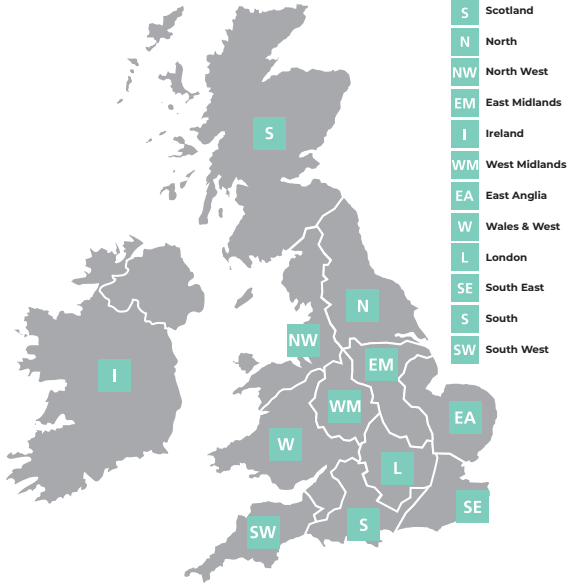 S Scotland
N North
NW North West
EM East Midlands
I Ireland
WM West Midlands
EA East Anglia
W Wales & West
L London
SE South East
S South
SW South West
S
N
NW
EM
I
WM
EA
W
L
SE
S
SW